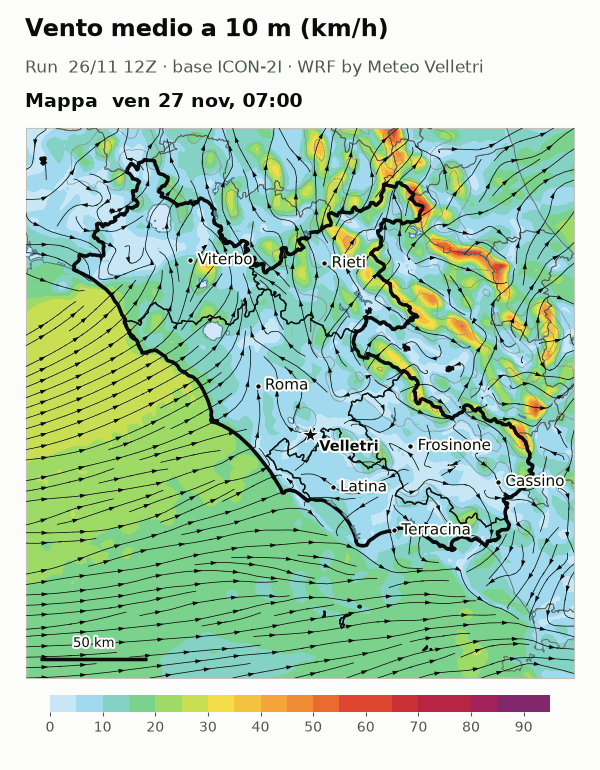 Vento medio a 10 m (km/h)
Run 26/11 12Z · base ICON-2I · WRF by Meteo Velletri
Mappa ven 27 nov, 07:00
Viterbo
Rieti
Roma
Velletri
Frosinone
Cassino
Latina
Terracina
50 km
0 10 20 30 40 50 60 70 80 90